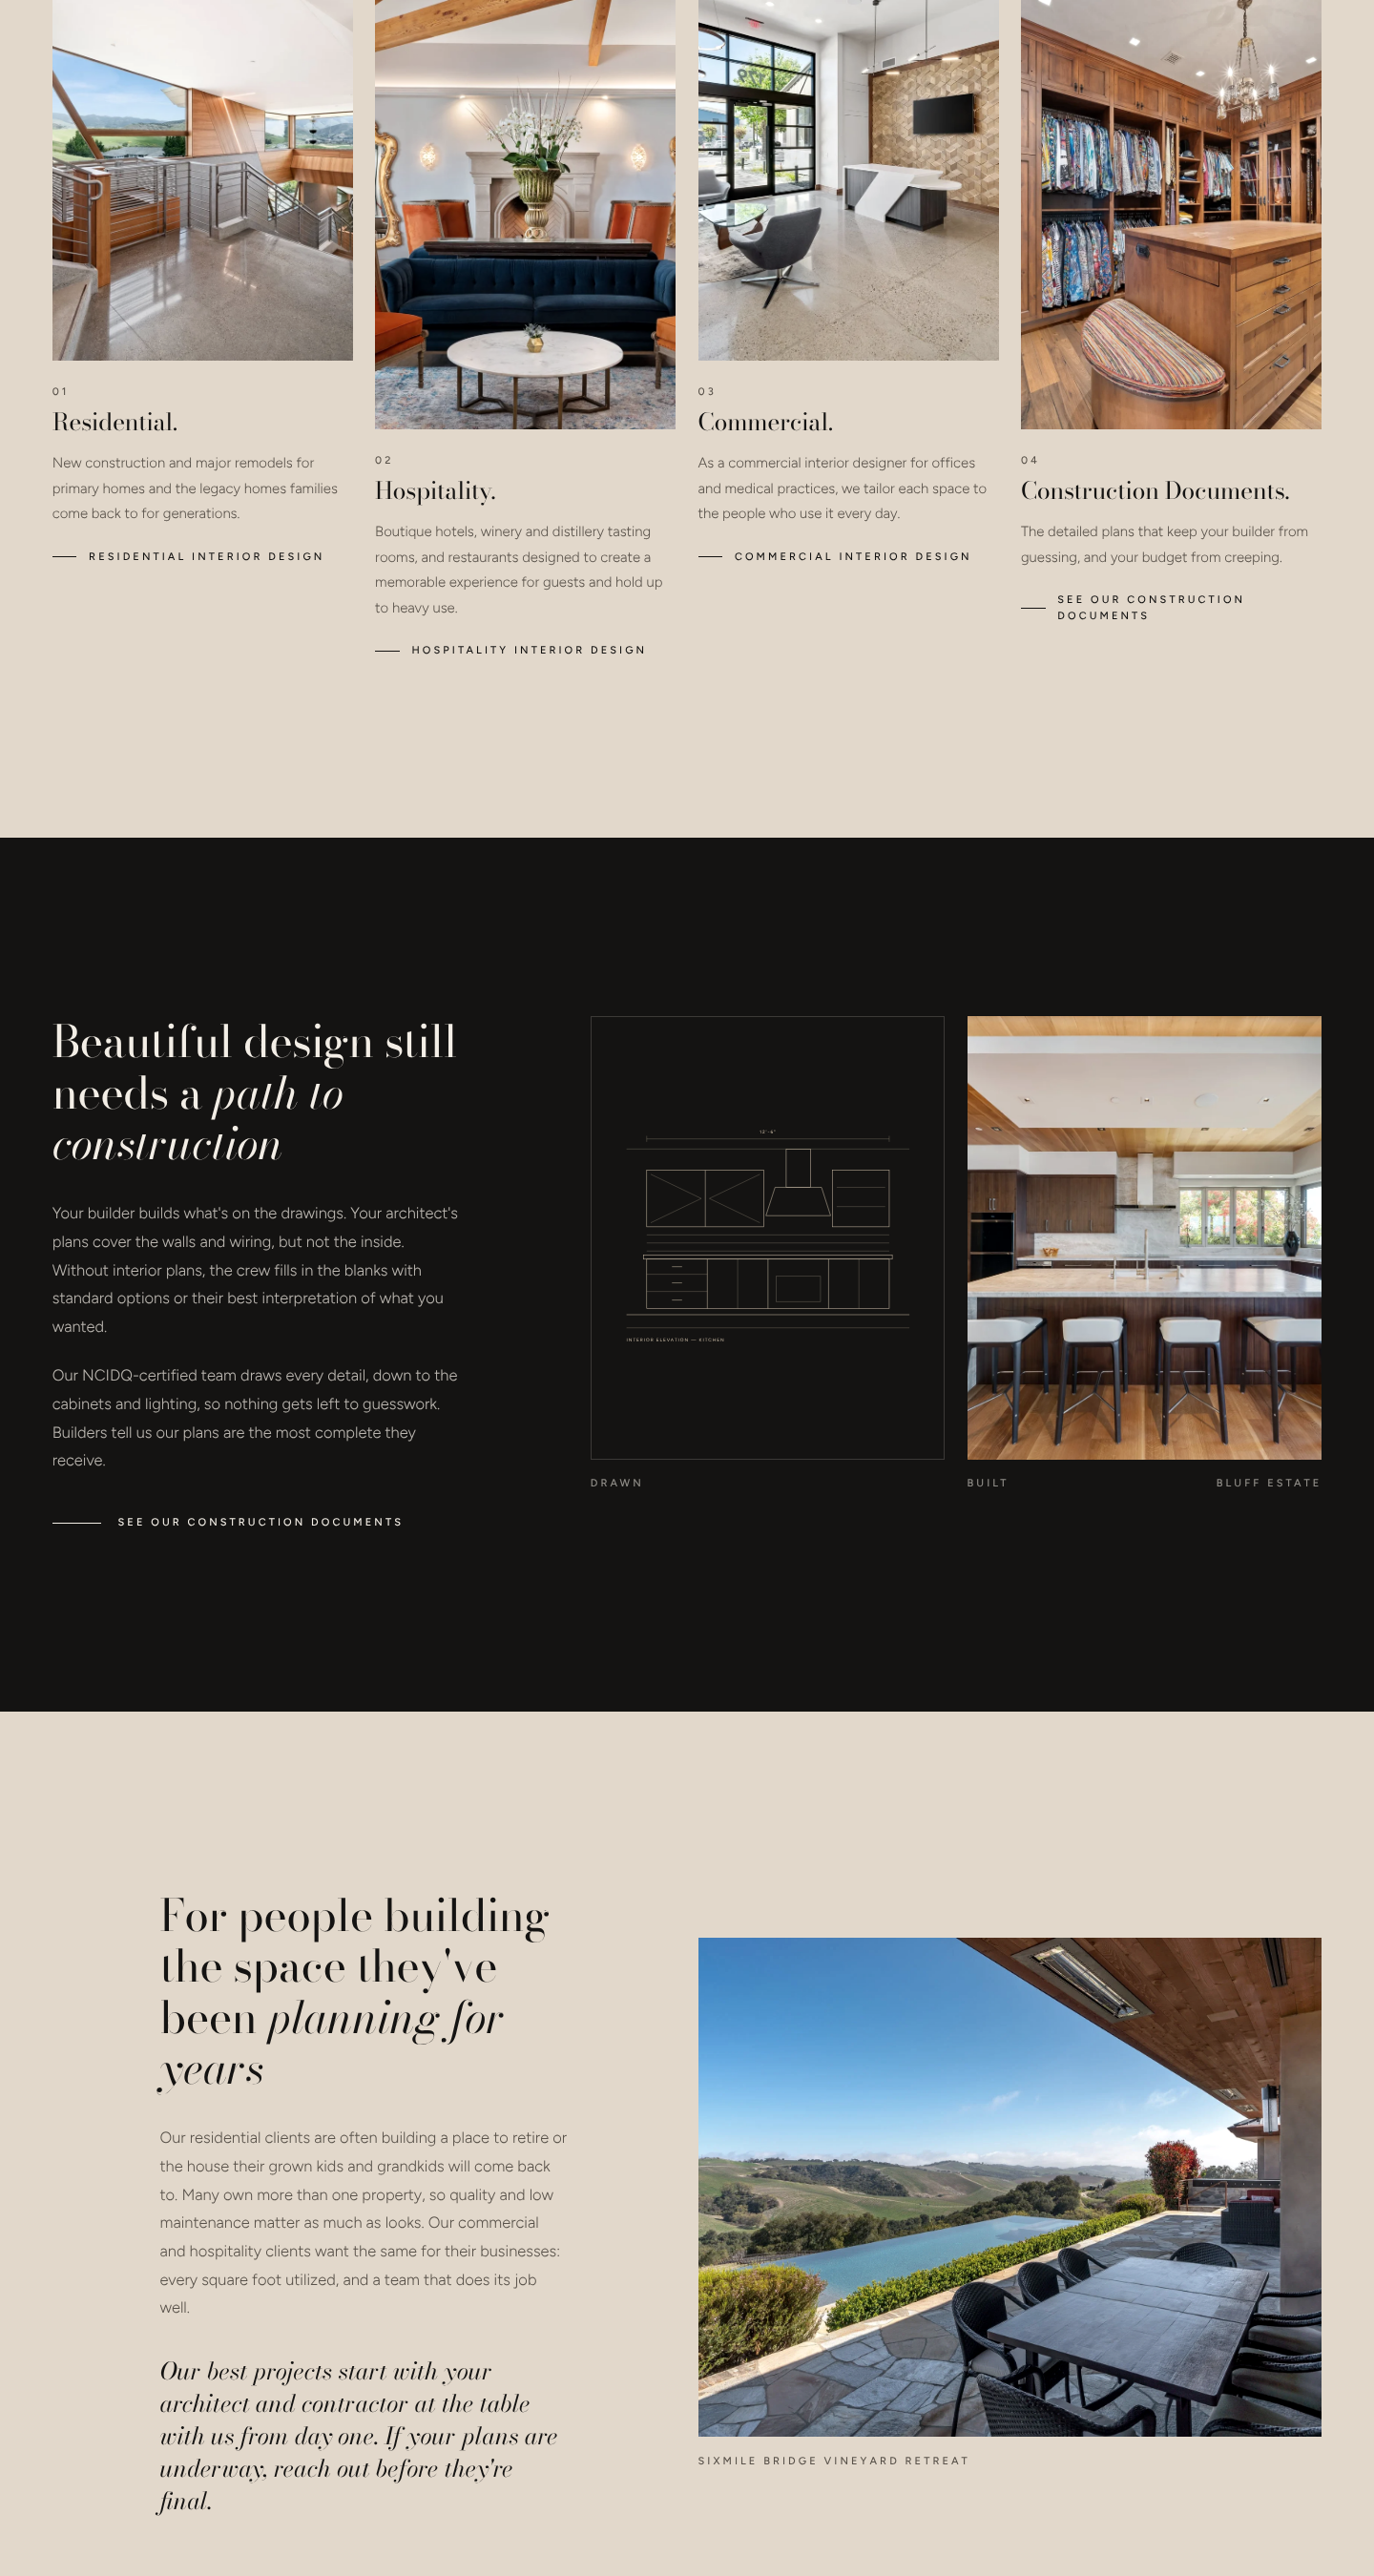 01
Residential.
New construction and major remodels for
primary homes and the legacy homes families
come back to for generations.
RESIDENTIAL INTERIOR DESIGN
02
Hospitality.
Boutique hotels, winery and distillery tasting
rooms, and restaurants designed to create a
memorable experience for guests and hold up
to heavy use.
HOSPITALITY INTERIOR DESIGN
03
Commercial.
As a commercial interior designer for offices
and medical practices, we tailor each space to
the people who use it every day.
COMMERCIAL INTERIOR DESIGN
04
Construction Documents.
The detailed plans that keep your builder from
guessing, and your budget from creeping.
SEE OUR CONSTRUCTION
DOCUMENTS
Beautiful design still
needs a path to
construction
Your builder builds what's on the drawings. Your architect's
plans cover the walls and wiring, but not the inside.
Without interior plans, the crew fills in the blanks with
standard options or their best interpretation of what you
wanted.
Our NCIDQ-certified team draws every detail, down to the
cabinets and lighting, so nothing gets left to guesswork.
Builders tell us our plans are the most complete they
receive.
SEE OUR CONSTRUCTION DOCUMENTS
INTERIOR ELEVATION — KITCHEN
DRAWN
BUILT
BLUFF ESTATE
For people building
the space they've
been planning for
years
Our residential clients are often building a place to retire or
the house their grown kids and grandkids will come back
to. Many own more than one property, so quality and low
maintenance matter as much as looks. Our commercial
and hospitality clients want the same for their businesses:
every square foot utilized, and a team that does its job
well.
Our best projects start with your
architect and contractor at the table
with us from day one. If your plans are
underway, reach out before they're
final.
SIXMILE BRIDGE VINEYARD RETREAT